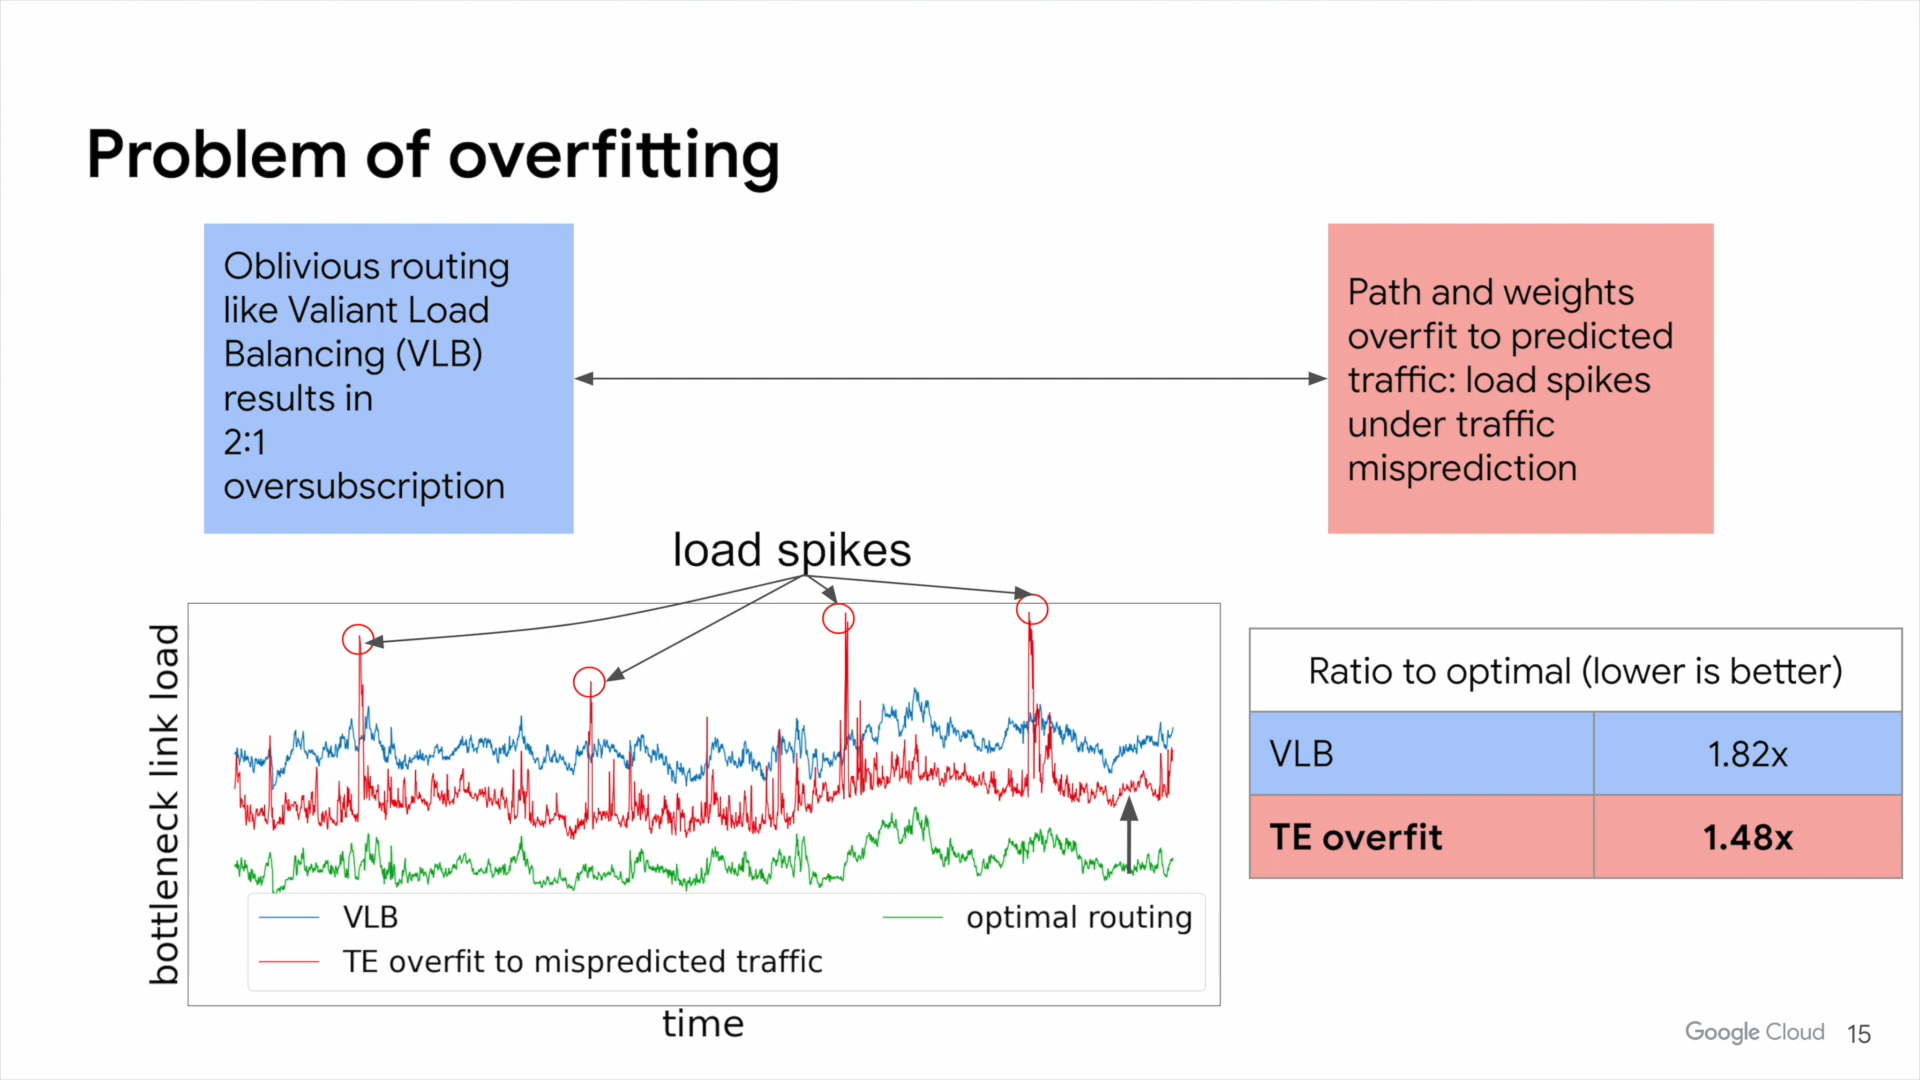 Problem of overfitting
Oblivious routing
like Valiant Load
Balancing (VLB)
results in
2:1
oversubscription
Path and weights
overfit to predicted
traffic: load spikes
under traffic
misprediction
load spikes
bottleneck link load
VLB
optimal routing
TE overfit to mispredicted traffic
time
Ratio to optimal (lower is better)
VLB 1.82x
TE overfit 1.48x
Google Cloud 15